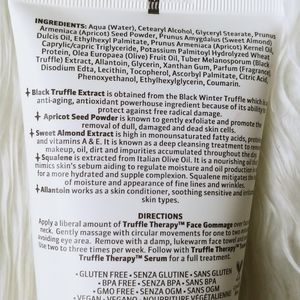 INGREDIENTS: Aqua (Water), Cetearyl Alcohol, Glyceryl Stearate, Prunus
Armeniaca (Apricot) Seed Powder, Prunus Amygdalus (Sweet Almond)
Dulcis Oil, Ethylhexyl Palmitate, Prunus Armeniaca (Apricot) Kernel Oil,
Caprylic/capric Triglyceride, Potassium Palmitoyl Hydrolyzed Wheat
Protein, Olea Europaea (Olive) Fruit Oil, Tuber Melanosporum (Black
Truffle) Extract, Allantoin, Glycerin, Xanthan Gum, Parfum (Fragrance),
Disodium Edta, Lecithin, Tocopherol, Ascorbyl Palmitate, Citric Acid,
Phenoxyethanol, Ethylhexylglycerin, Coumarin.
Black Truffle Extract is obtained from the Black Winter Truffle which is
anti-aging, antioxidant powerhouse ingredient because of its ability to
protect against free radical damage.
Apricot Seed Powder is known to gently exfoliate and promote the
removal of dull, damaged and dead skin cells.
Sweet Almond Extract is high in monounsaturated fatty acids, protein
and vitamins A & E. It is known as a deep cleansing treatment to remove
makeup, oil, dirt and impurities accumulated throughout the day
Squalene is extracted from Italian Olive Oil. It is a nourishing oil that
mimics skin's sebum aiding to regulate moisture and oil production
for a more hydrated and supple complexion. Squalene mitigates the
of moisture and appearance of fine lines and wrinkles.
Allantoin works as a skin conditioner, soothing sensitive and
skin types.
DIRECTIONS
Apply a liberal amount of Truffle Therapy™ Face Gommage over
neck. Gently massage with circular movements for one to two
avoiding eye area. Remove with a damp, lukewarm face towel and
Use two to three times per week. Follow with Truffle Therapy™
Truffle Therapy™ Serum for a full treatment.
GLUTEN FREE • SENZA GLUTINE • SANS GLUTEN
BPA FREE • SENZA BPA • SANS BPA
GMO FREE • SENZA OGM • SANS OGM
VEGAN • VEGANO • NOURRITURE VÉGÉTALIENNE